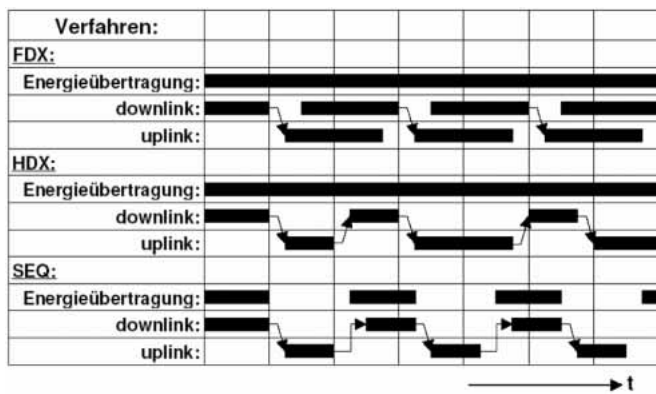 Verfahren:
FDX:
Energieübertragung:
downlink:
uplink:
HDX:
Energieübertragung:
downlink:
uplink:
SEQ:
Energieübertragung:
downlink:
uplink:
t